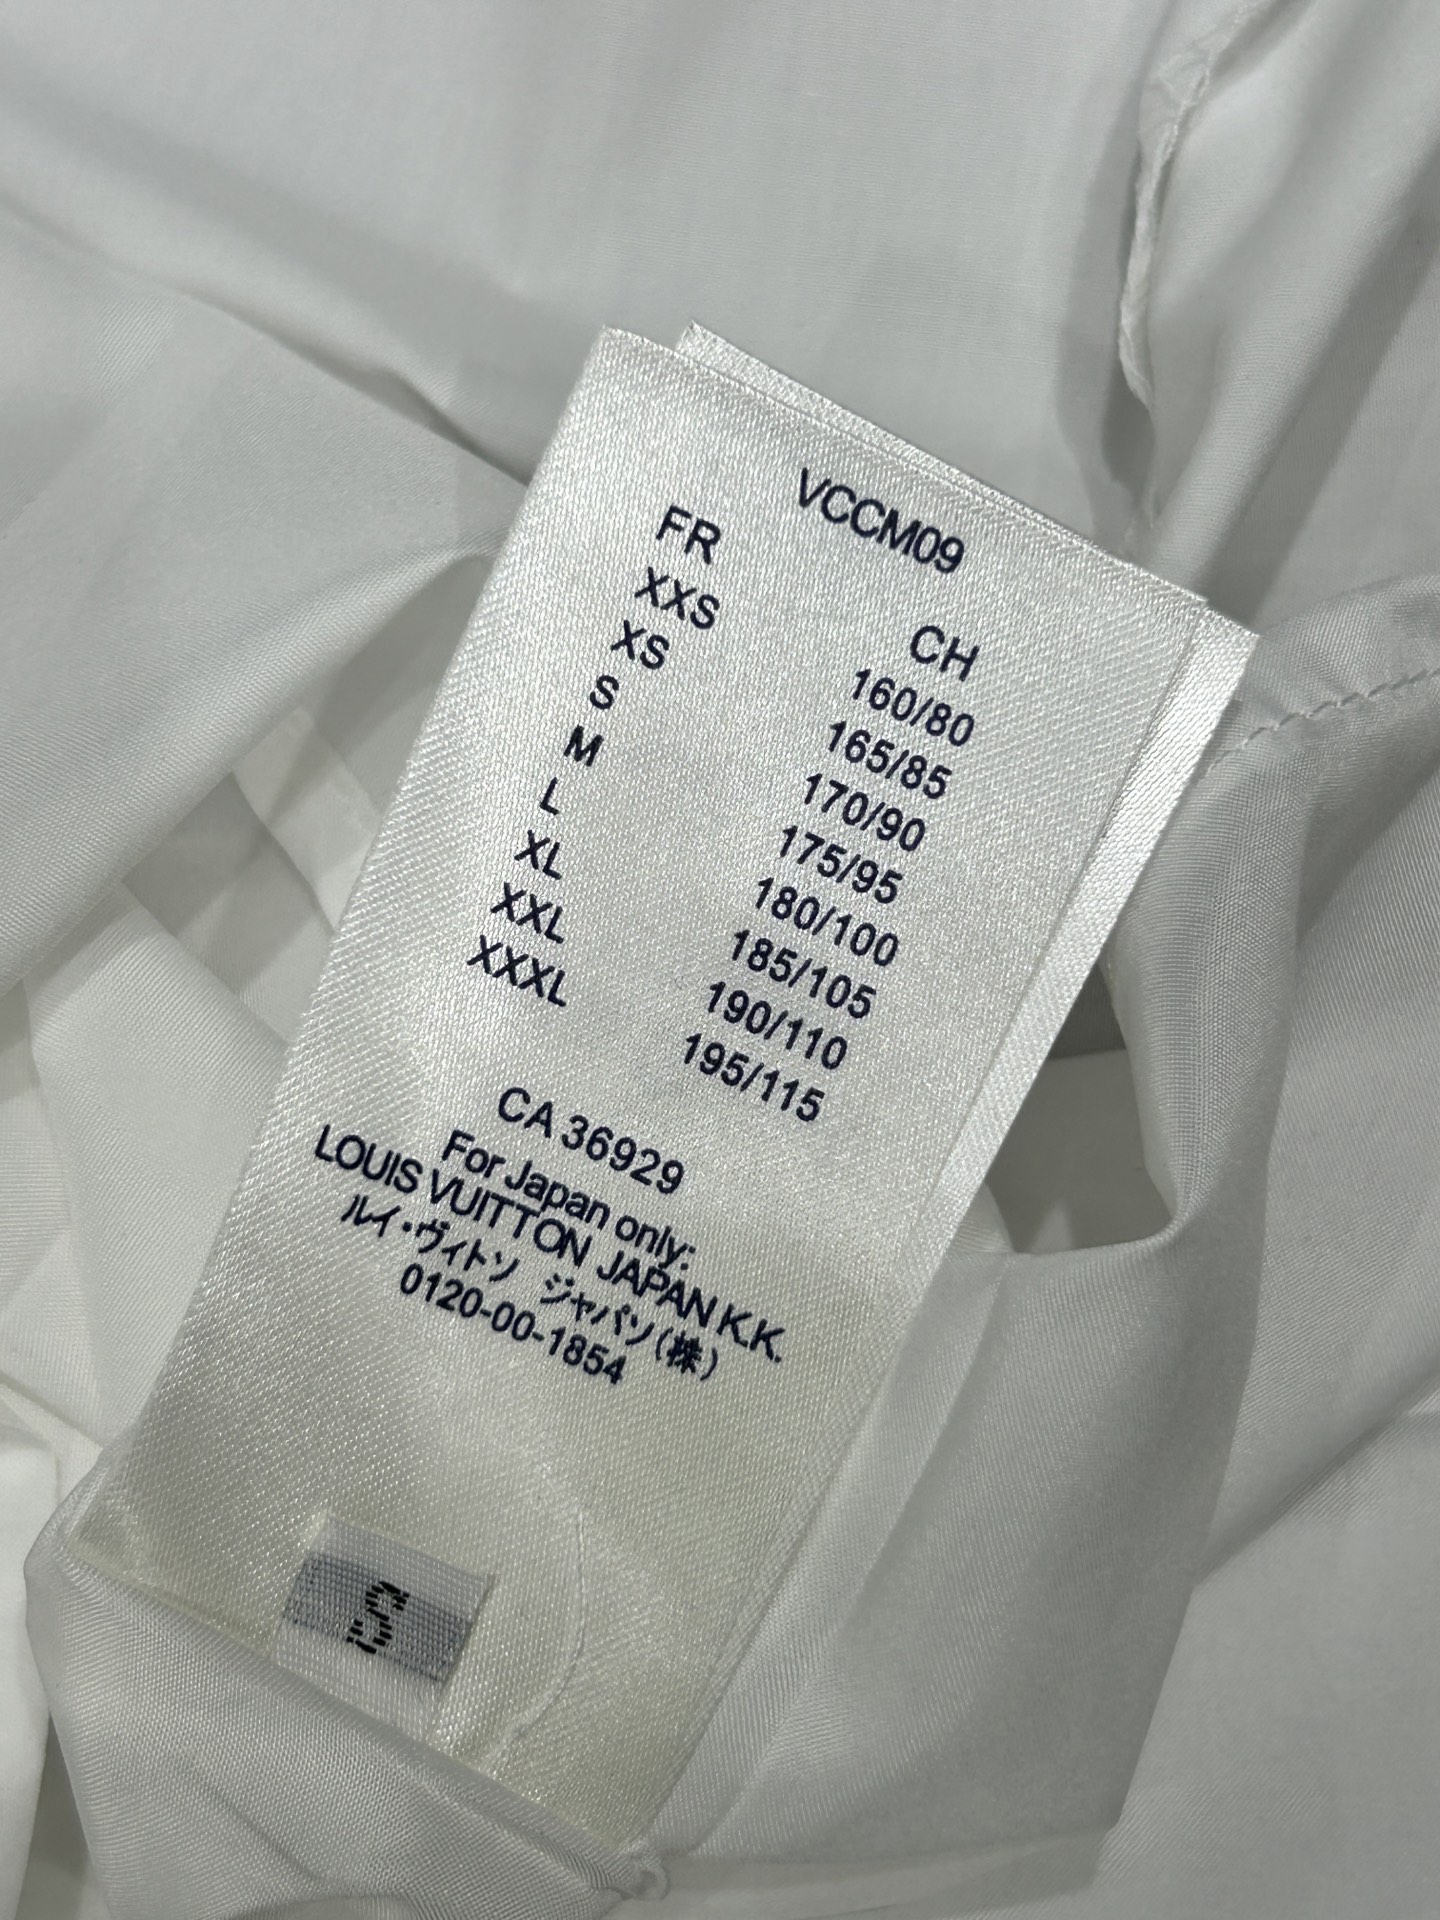 VCCM09
FR CH
XXS 160/80
XS 165/85
S 170/90
M 175/95
L 180/100
XL 185/105
XXL 190/110
XXXL 195/115
CA 36929
For Japan only:
LOUIS VUITTON JAPAN K.K.
ルイ・ヴィトン ジャパン(株)
0120-00-1854
S